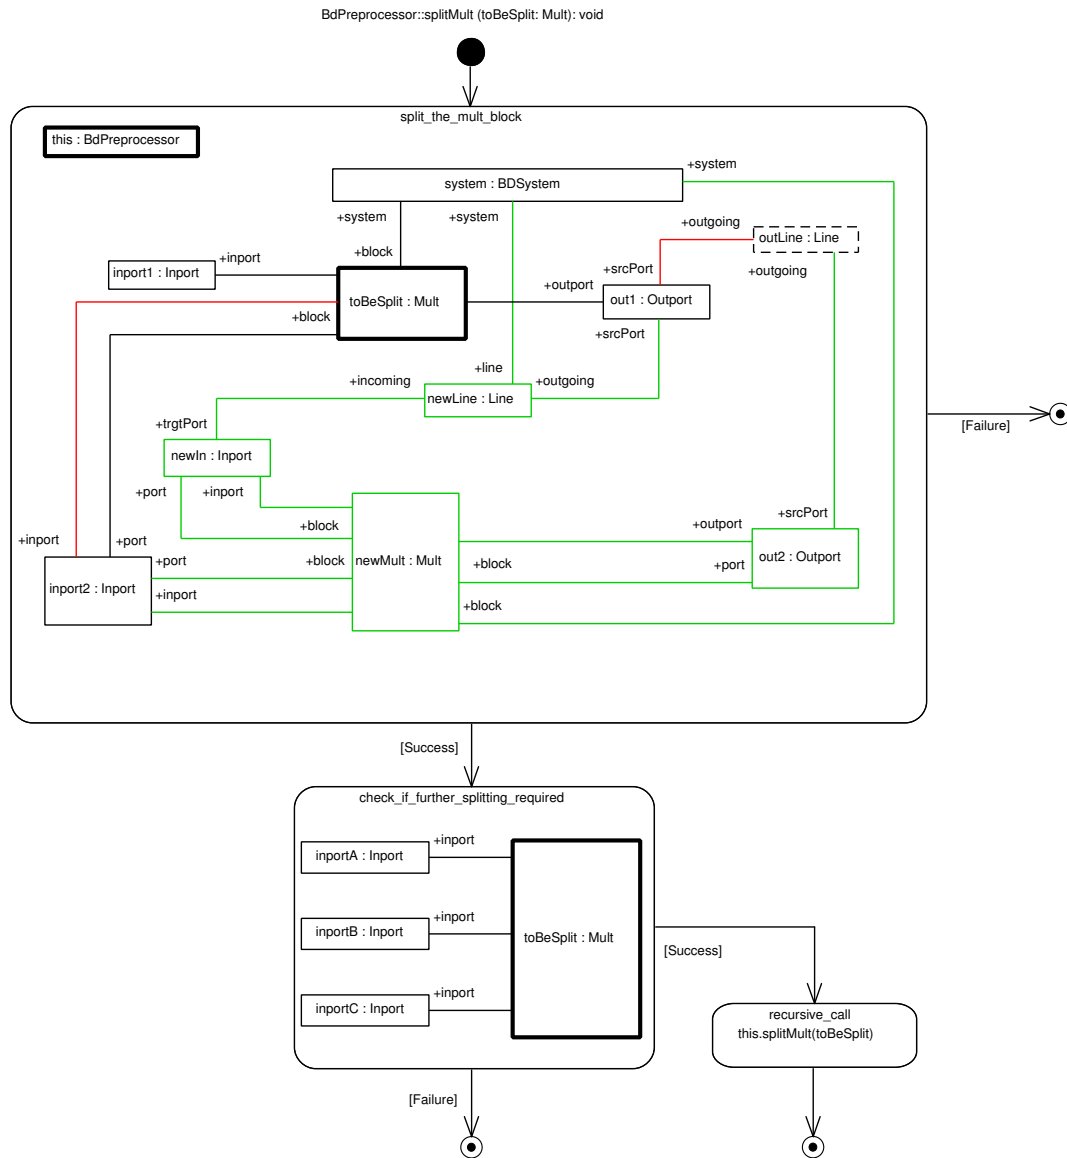 BdPreprocessor::splitMult (toBeSplit: Mult): void
split_the_mult_block
this : BdPreprocessor
+system
system : BDSystem
+system
+system
+outgoing
outLine : Line
+block
+inport
inport1 : Inport
+srcPort
+outgoing
+outport
toBeSplit : Mult
out1 : Outport
+block
+srcPort
+line
+incoming
+outgoing
newLine : Line
+trgtPort
[Failure]
newIn : Inport
+port
+inport
+srcPort
+block
+outport
+inport
+port
+port
+block
newMult : Mult
+block
+port
out2 : Outport
inport2 : Inport
+inport
+block
[Success]
check_if_further_splitting_required
+inport
inportA : Inport
+inport
inportB : Inport
toBeSplit : Mult
[Success]
+inport
inportC : Inport
recursive_call
this.splitMult(toBeSplit)
[Failure]